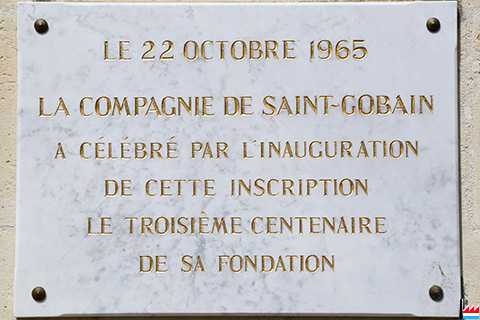 LE 22 OCTOBRE 1965
LA COMPAGNIE DE SAINT-GOBAIN
A CÉLÉBRÉ PAR L'INAUGURATION
DE CETTE INSCRIPTION
LE TROISIÈME CENTENAIRE
DE SA FONDATION